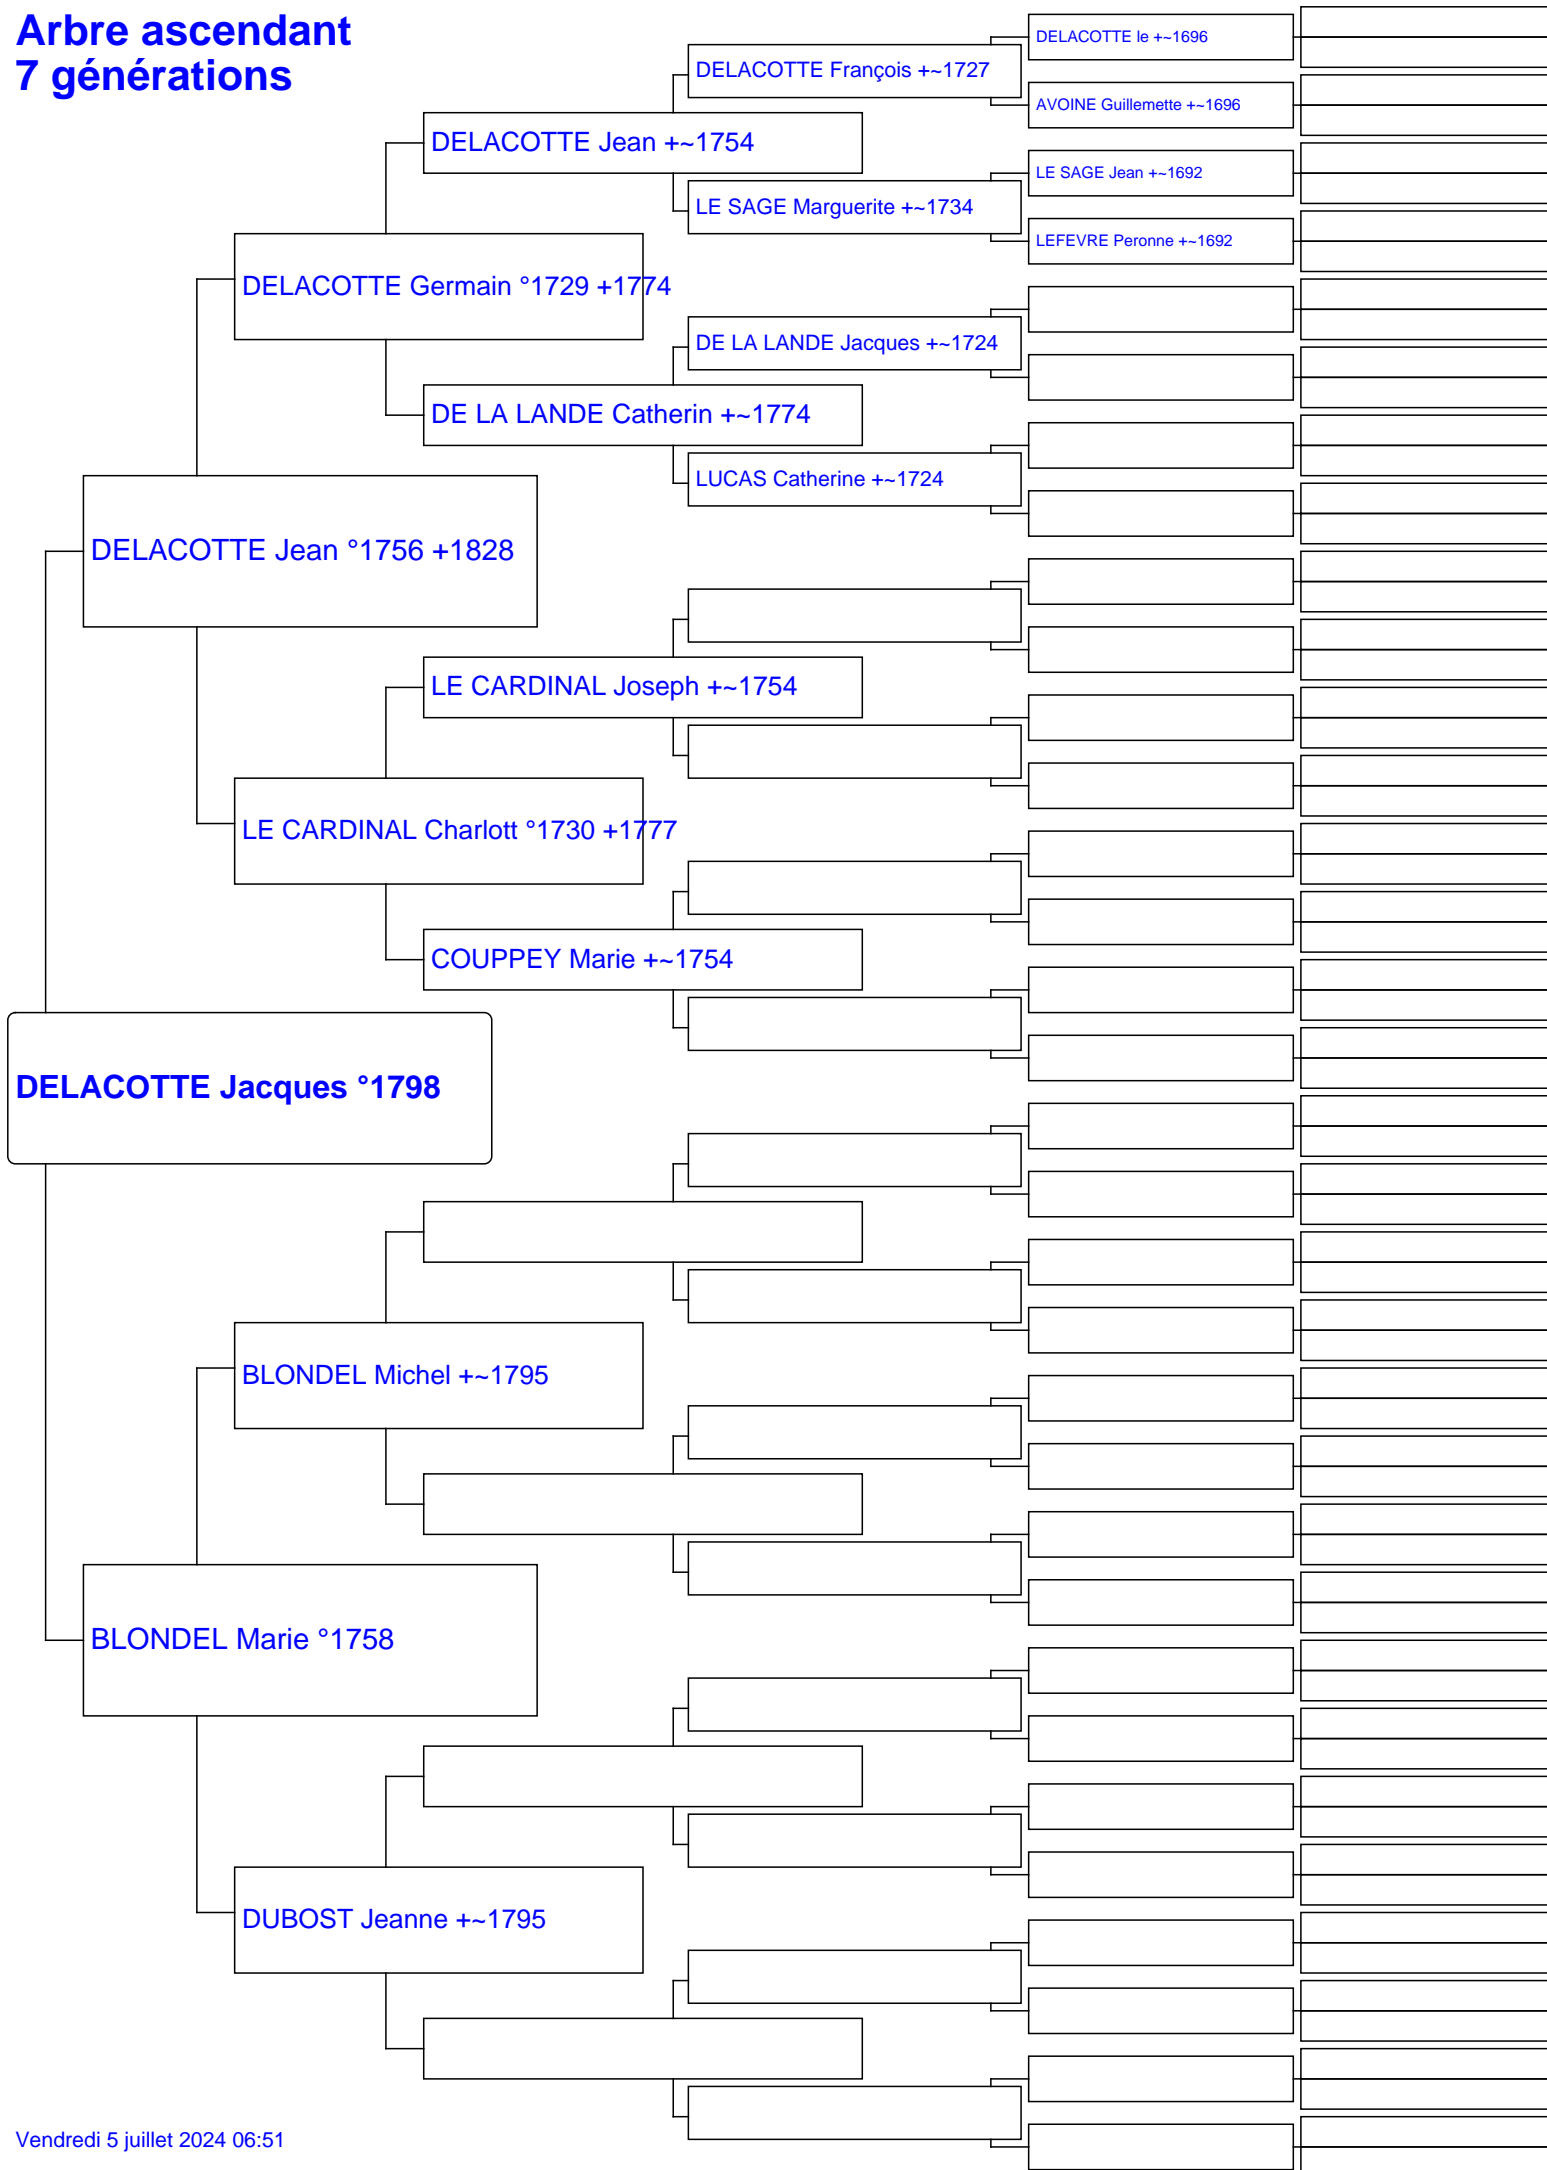 Arbre ascendant
7 générations
DELACOTTE le +~1696
DELACOTTE François +~1727
AVOINE Guillemette +~1696
DELACOTTE Jean +~1754
LE SAGE Jean +~1692
LE SAGE Marguerite +~1734
LEFEVRE Peronne +~1692
DELACOTTE Germain °1729 +1774
DE LA LANDE Jacques +~1724
DE LA LANDE Catherin +~1774
LUCAS Catherine +~1724
DELACOTTE Jean °1756 +1828
LE CARDINAL Joseph +~1754
LE CARDINAL Charlott °1730 +1777
COUPPEY Marie +~1754
DELACOTTE Jacques °1798
BLONDEL Michel +~1795
BLONDEL Marie °1758
DUBOST Jeanne +~1795
Vendredi 5 juillet 2024 06:51